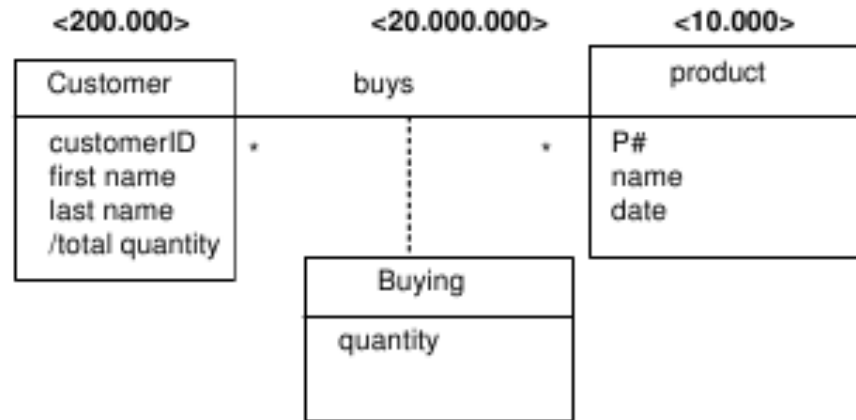 <200.000> <20.000.000> <10.000>
Customer buys product
customerID * * P#
first name name
last name date
/total quantity
Buying
quantity